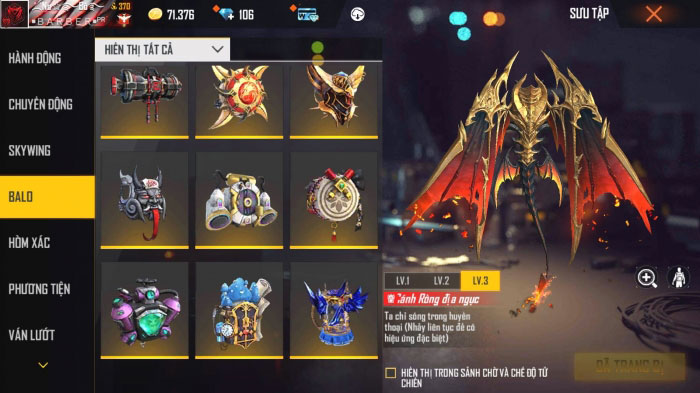 BARBER PR
370
71.376
106
SƯU TẬP
HÀNH ĐỘNG
HIỂN THỊ TẤT CẢ
CHUYỂN ĐỘNG
SKYWING
BALO
HÒM XÁC
PHƯƠNG TIỆN
VÁN LƯỚT
LV.1
LV.2
LV.3
Cánh Rồng địa ngục
Ta chỉ sống trong huyền
thoại (Nhảy liên tục để có
hiệu ứng đặc biệt)
ĐÃ TRANG BỊ
HIỂN THỊ TRONG SẢNH CHỜ VÀ CHẾ ĐỘ TỬ
CHIẾN